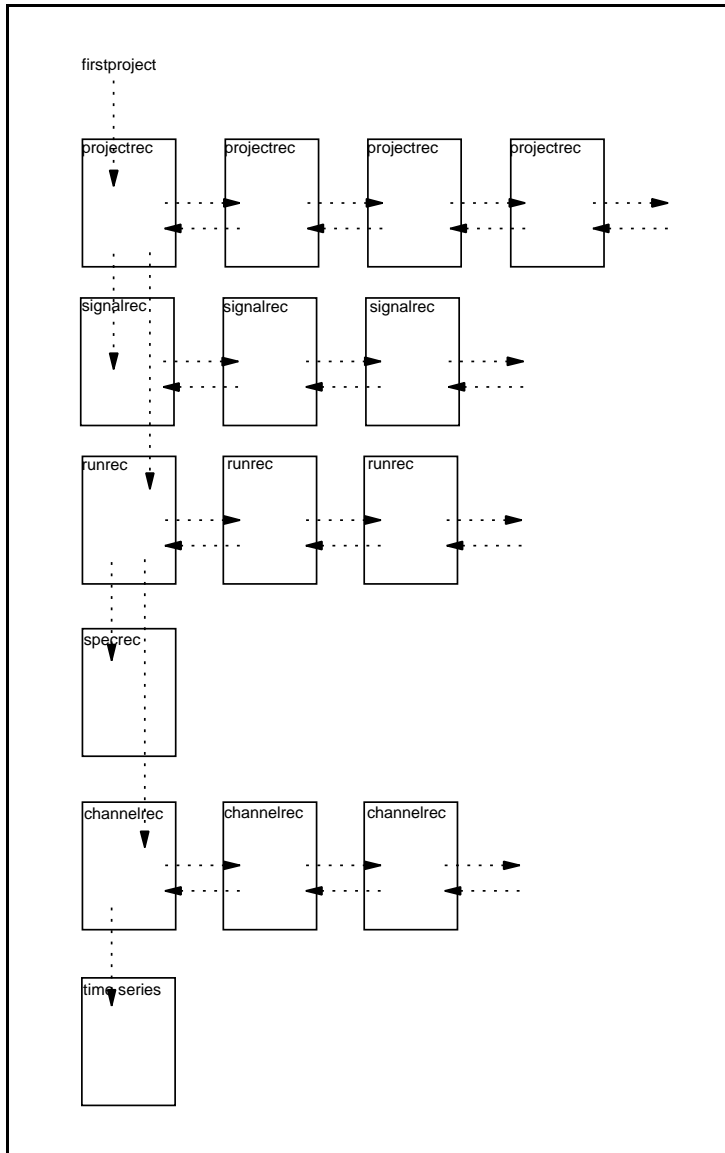 firstproject
projectrec projectrec projectrec projectrec
signalrec signalrec signalrec
runrec runrec runrec
specrec
channelrec channelrec channelrec
time series